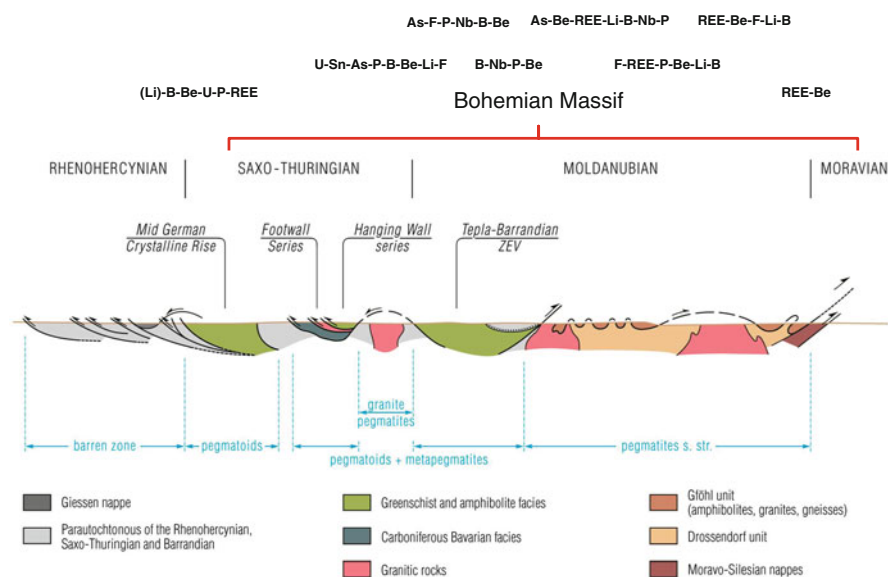 As-F-P-Nb-B-Be As-Be-REE-Li-B-Nb-P REE-Be-F-Li-B
U-Sn-As-P-B-Be-Li-F B-Nb-P-Be F-REE-P-Be-Li-B
(Li)-B-Be-U-P-REE REE-Be
Bohemian Massif
RHENOHERCYNIAN SAXO-THURINGIAN MOLDANUBIAN MORAVIAN
Mid German Footwall Hanging Wall Tepla-Barrandian
Crystalline Rise Series series ZEV
granite
pegmatites
barren zone pegmatoids pegmatites s. str.
pegmatoids + metapegmatites
Giessen nappe
Parautochtonous of the Rhenohercynian,
Saxo-Thuringian and Barrandian
Greenschist and amphibolite facies
Carboniferous Bavarian facies
Granitic rocks
Gföhl unit
(amphibolites, granites, gneisses)
Drossendorf unit
Moravo-Silesian nappes